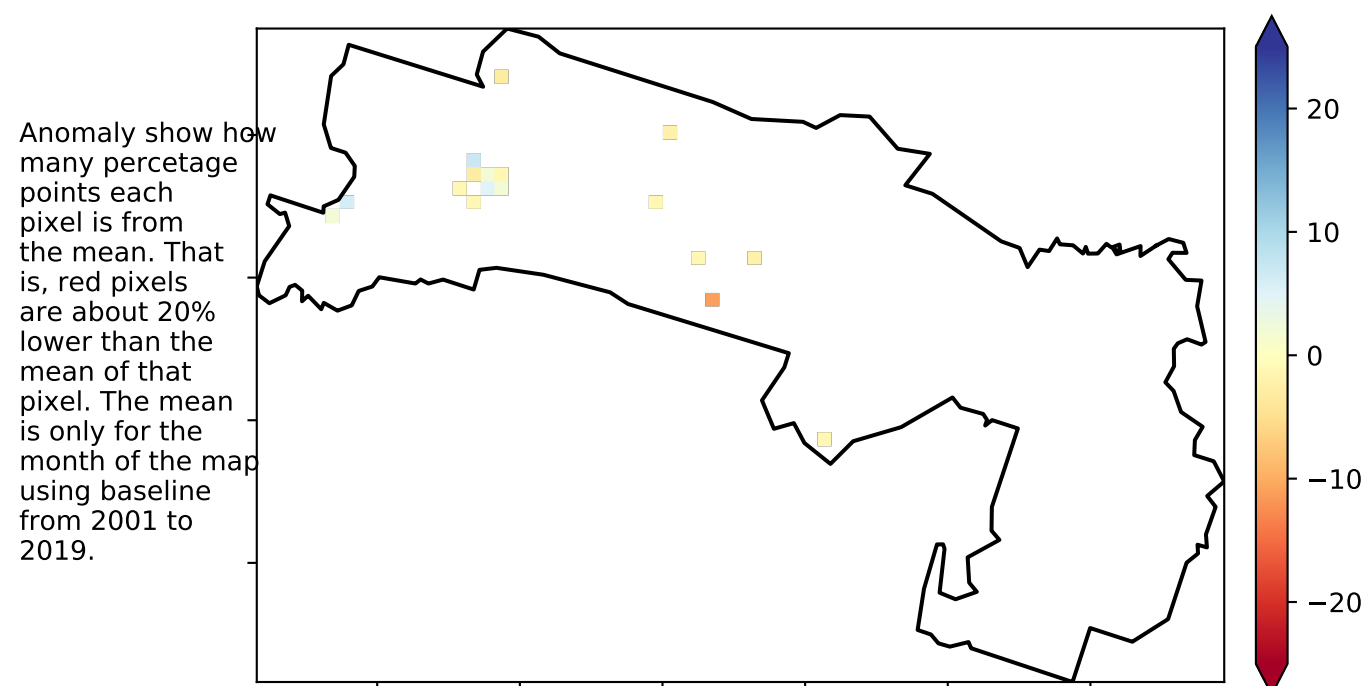 Anomaly show how
many percetage
points each
pixel is from
the mean. That
is, red pixels
are about 20%
lower than the
mean of that
pixel. The mean
is only for the
month of the map
using baseline
from 2001 to
2019.
20
10
0
−10
−20